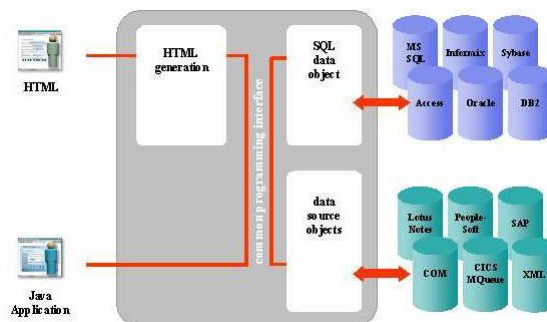 HTML
generation
SQL
data
object
MS
SQL
Informix
Sybase
Access
Oracle
DB2
HTML
common programming interface
data
source
objects
Lotus
Notes
People-
Soft
SAP
COM
CICS
MQueue
XML
Java
Application